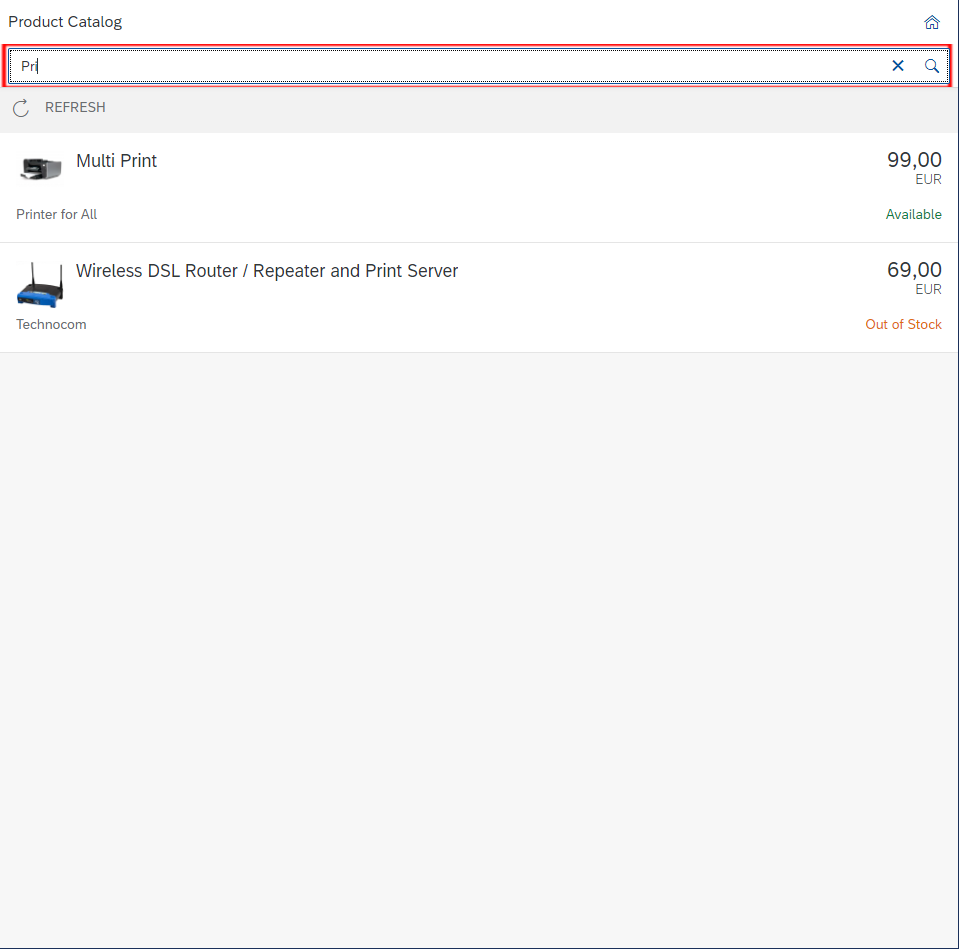 Product Catalog
Pri
REFRESH
Multi Print
99,00
EUR
Printer for All
Available
Wireless DSL Router / Repeater and Print Server
69,00
EUR
Technocom
Out of Stock